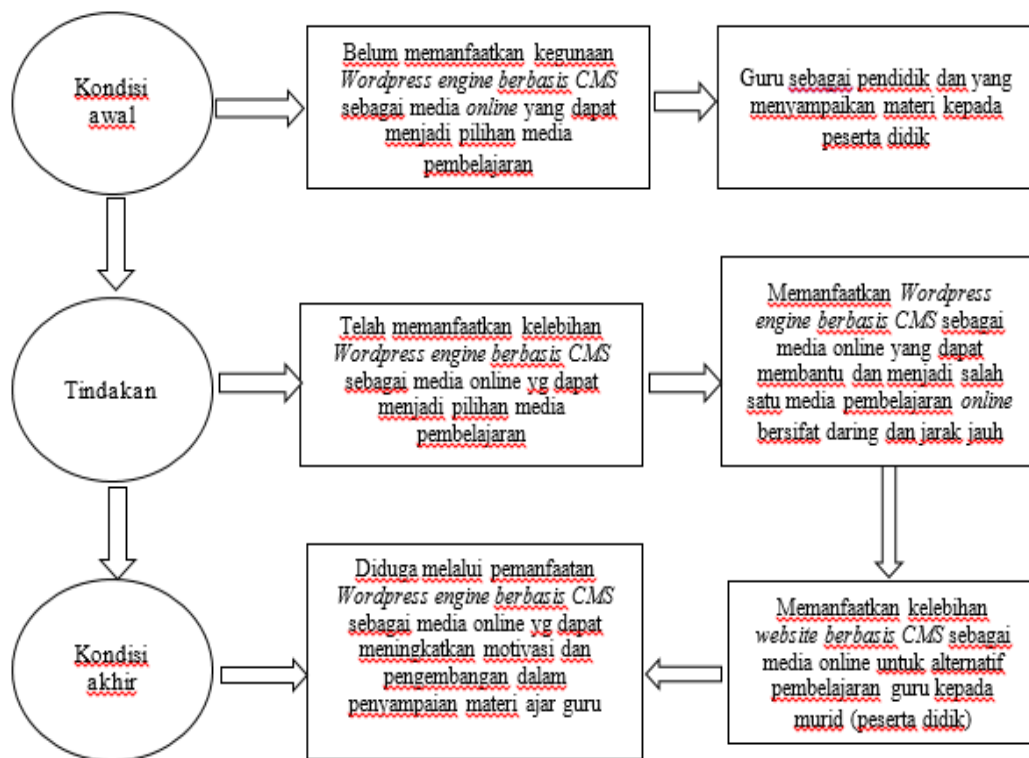 Kondisi
awal
Belum memanfaatkan kegunaan
Wordpress engine berbasis CMS
sebagai media online yang dapat
menjadi pilihan media
pembelajaran
Guru sebagai pendidik dan yang
menyampaikan materi kepada
peserta didik
Tindakan
Telah memanfaatkan kelebihan
Wordpress engine berbasis CMS
sebagai media online yg dapat
menjadi pilihan media
pembelajaran
Memanfaatkan Wordpress
engine berbasis CMS sebagai
media online yang dapat
membantu dan menjadi salah
satu media pembelajaran online
bersifat daring dan jarak jauh
Kondisi
akhir
Diduga melalui pemanfaatan
Wordpress engine berbasis CMS
sebagai media online yg dapat
meningkatkan motivasi dan
pengembangan dalam
penyampaian materi ajar guru
Memanfaatkan kelebihan
website berbasis CMS sebagai
media online untuk alternatif
pembelajaran guru kepada
murid (peserta didik)